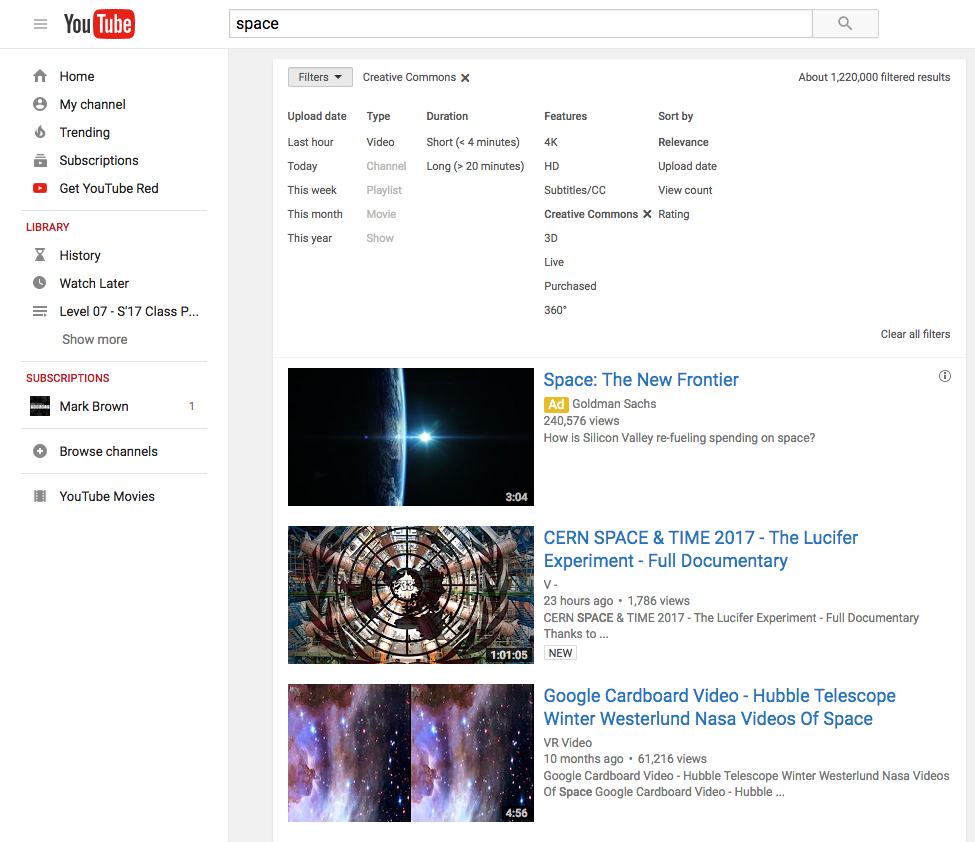 YouTube
space
Home
My channel
Trending
Subscriptions
Get YouTube Red
LIBRARY
History
Watch Later
Level 07 - S'17 Class P...
Show more
SUBSCRIPTIONS
Mark Brown 1
Browse channels
YouTube Movies
Filters Creative Commons About 1,220,000 filtered results
Upload date Type Duration Features Sort by
Last hour Video Short (< 4 minutes) 4K Relevance
Today Channel Long (> 20 minutes) HD Upload date
This week Playlist Subtitles/CC View count
This month Movie Creative Commons Rating
This year Show 3D
Live
Purchased
360°
Clear all filters
Space: The New Frontier
Ad Goldman Sachs
240,576 views
How is Silicon Valley re-fueling spending on space?
3:04
CERN SPACE & TIME 2017 - The Lucifer
Experiment - Full Documentary
V -
23 hours ago • 1,786 views
CERN SPACE & TIME 2017 - The Lucifer Experiment - Full Documentary
Thanks to ...
NEW
1:01:05
Google Cardboard Video - Hubble Telescope
Winter Westerlund Nasa Videos Of Space
VR Video
10 months ago • 61,216 views
Google Cardboard Video - Hubble Telescope Winter Westerlund Nasa Videos
Of Space Google Cardboard Video - Hubble ...
4:56